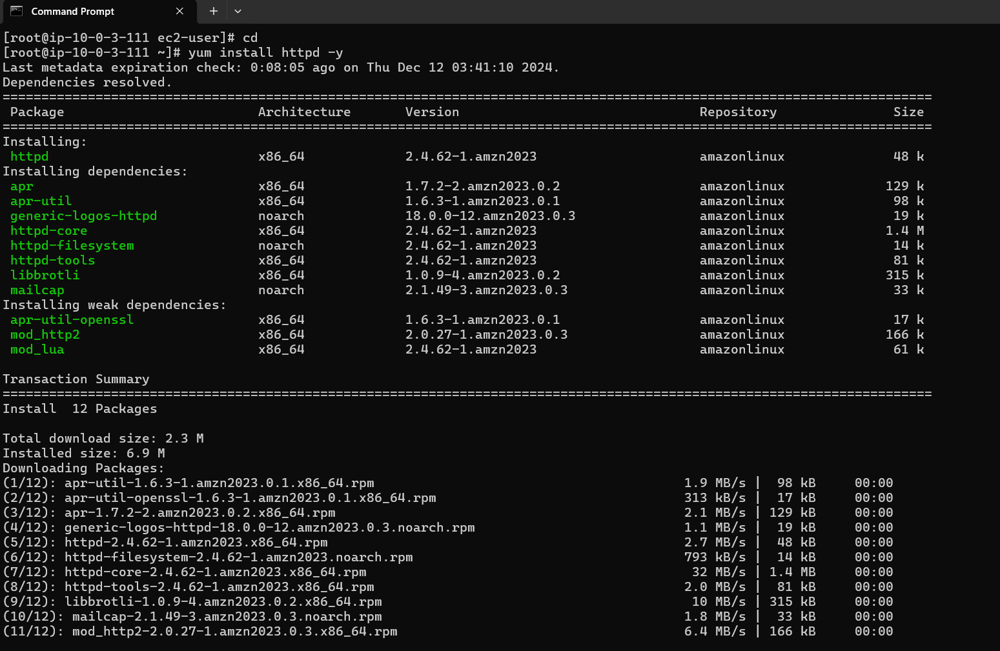 Command Prompt
[root@ip-10-0-3-111 ec2-user]# cd
[root@ip-10-0-3-111 ~]# yum install httpd -y
Last metadata expiration check: 0:08:05 ago on Thu Dec 12 03:41:10 2024.
Dependencies resolved.
========================================================================================================================
Package Architecture Version Repository Size
========================================================================================================================
Installing:
httpd x86_64 2.4.62-1.amzn2023 amazonlinux 48 k
Installing dependencies:
apr x86_64 1.7.2-2.amzn2023.0.2 amazonlinux 129 k
apr-util x86_64 1.6.3-1.amzn2023.0.1 amazonlinux 98 k
generic-logos-httpd noarch 18.0.0-12.amzn2023.0.3 amazonlinux 19 k
httpd-core x86_64 2.4.62-1.amzn2023 amazonlinux 1.4 M
httpd-filesystem noarch 2.4.62-1.amzn2023 amazonlinux 14 k
httpd-tools x86_64 2.4.62-1.amzn2023 amazonlinux 81 k
libbrotli x86_64 1.0.9-4.amzn2023.0.2 amazonlinux 315 k
mailcap noarch 2.1.49-3.amzn2023.0.3 amazonlinux 33 k
Installing weak dependencies:
apr-util-openssl x86_64 1.6.3-1.amzn2023.0.1 amazonlinux 17 k
mod_http2 x86_64 2.0.27-1.amzn2023.0.3 amazonlinux 166 k
mod_lua x86_64 2.4.62-1.amzn2023 amazonlinux 61 k
Transaction Summary
========================================================================================================================
Install 12 Packages
Total download size: 2.3 M
Installed size: 6.9 M
Downloading Packages:
(1/12): apr-util-1.6.3-1.amzn2023.0.1.x86_64.rpm 1.9 MB/s | 98 kB 00:00
(2/12): apr-util-openssl-1.6.3-1.amzn2023.0.1.x86_64.rpm 313 kB/s | 17 kB 00:00
(3/12): apr-1.7.2-2.amzn2023.0.2.x86_64.rpm 2.1 MB/s | 129 kB 00:00
(4/12): generic-logos-httpd-18.0.0-12.amzn2023.0.3.noarch.rpm 1.1 MB/s | 19 kB 00:00
(5/12): httpd-2.4.62-1.amzn2023.x86_64.rpm 2.7 MB/s | 48 kB 00:00
(6/12): httpd-filesystem-2.4.62-1.amzn2023.noarch.rpm 793 kB/s | 14 kB 00:00
(7/12): httpd-core-2.4.62-1.amzn2023.x86_64.rpm 32 MB/s | 1.4 MB 00:00
(8/12): httpd-tools-2.4.62-1.amzn2023.x86_64.rpm 2.0 MB/s | 81 kB 00:00
(9/12): libbrotli-1.0.9-4.amzn2023.0.2.x86_64.rpm 10 MB/s | 315 kB 00:00
(10/12): mailcap-2.1.49-3.amzn2023.0.3.noarch.rpm 1.8 MB/s | 33 kB 00:00
(11/12): mod_http2-2.0.27-1.amzn2023.0.3.x86_64.rpm 6.4 MB/s | 166 kB 00:00